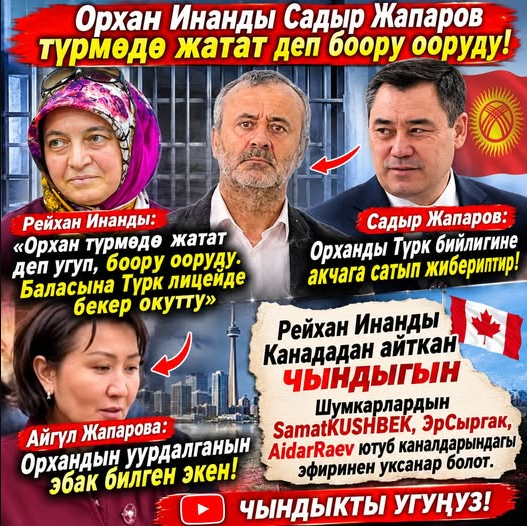 Орхан Инанды Садыр Жапаров
түрмөдө жатат деп боору ооруду!
Рейхан Инанды:
«Орхан түрмөдө жатат
деп угуп, боору ооруду.
Баласына Түрк лицейде
бекер окутту»
Садыр Жапаров:
Орханды Түрк бийлигине
акчага сатып жибериптир!
Айгүл Жапарова:
Орхандын уурдалганын
эбак билген экен!
Рейхан Инанды
Канададан айткан
ЧЫНДЫГЫН
Шумкарлардын
SamatKUSHBEK, ЭрСыргак,
AidarRaev ютуб каналдарындагы
эфиринен уксанар болот.
ЧЫНДЫКТЫ УГУҢУЗ!